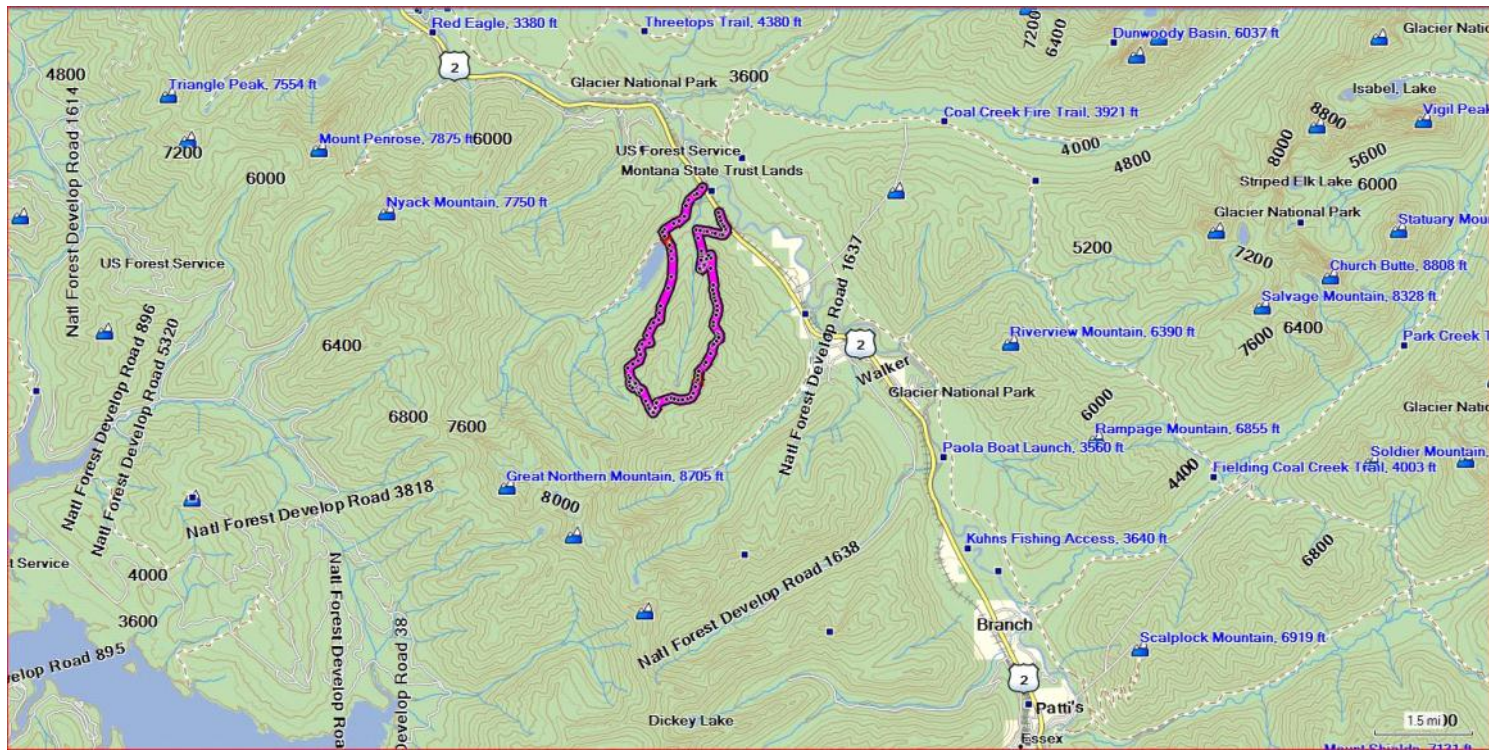 Red Eagle, 3380 ft
Threetops Trail, 4380 ft
7200
6400
Dunwoody Basin, 6037 ft
Glacier National
4800
2
Glacier National Park
3600
Isabel, Lake
Triangle Peak, 7554 ft
Natl Forest Develop Road 1614
Coal Creek Fire Trail, 3921 ft
8800
Vigil Peak
7200
Mount Penrose, 7875 ft
6000
US Forest Service
4000
4800
8000
5600
6000
Montana State Trust Lands
Striped Elk Lake
6000
Nyack Mountain, 7750 ft
Glacier National Park
Statuary
5200
7200
US Forest Service
Natl Forest Develop Road 1637
Church Butte, 8808 ft
Salvage Mountain, 8328 ft
Natl Forest Develop Road 896
Natl Forest Develop Road 5320
6400
2
Riverview Mountain, 6390 ft
7600
6400
Park Creek
Walker
Glacier National Park
6800
7600
6000
Glacier
Rampage Mountain, 6855 ft
Paola Boat Launch, 3560 ft
Soldier Mountain,
4400
Fielding Coal Creek Trail, 4003 ft
Great Northern Mountain, 8705 ft
8000
Natl Forest Develop Road 3818
Kuhns Fishing Access, 3640 ft
6800
t Service
4000
Natl Forest Develop Road 1638
3600
Natl Forest Develop Roa
Develop Road 38
Branch
Scalplock Mountain, 6919 ft
velop Road 895
2
Patti's
Dickey Lake
1.5 mi
Essex